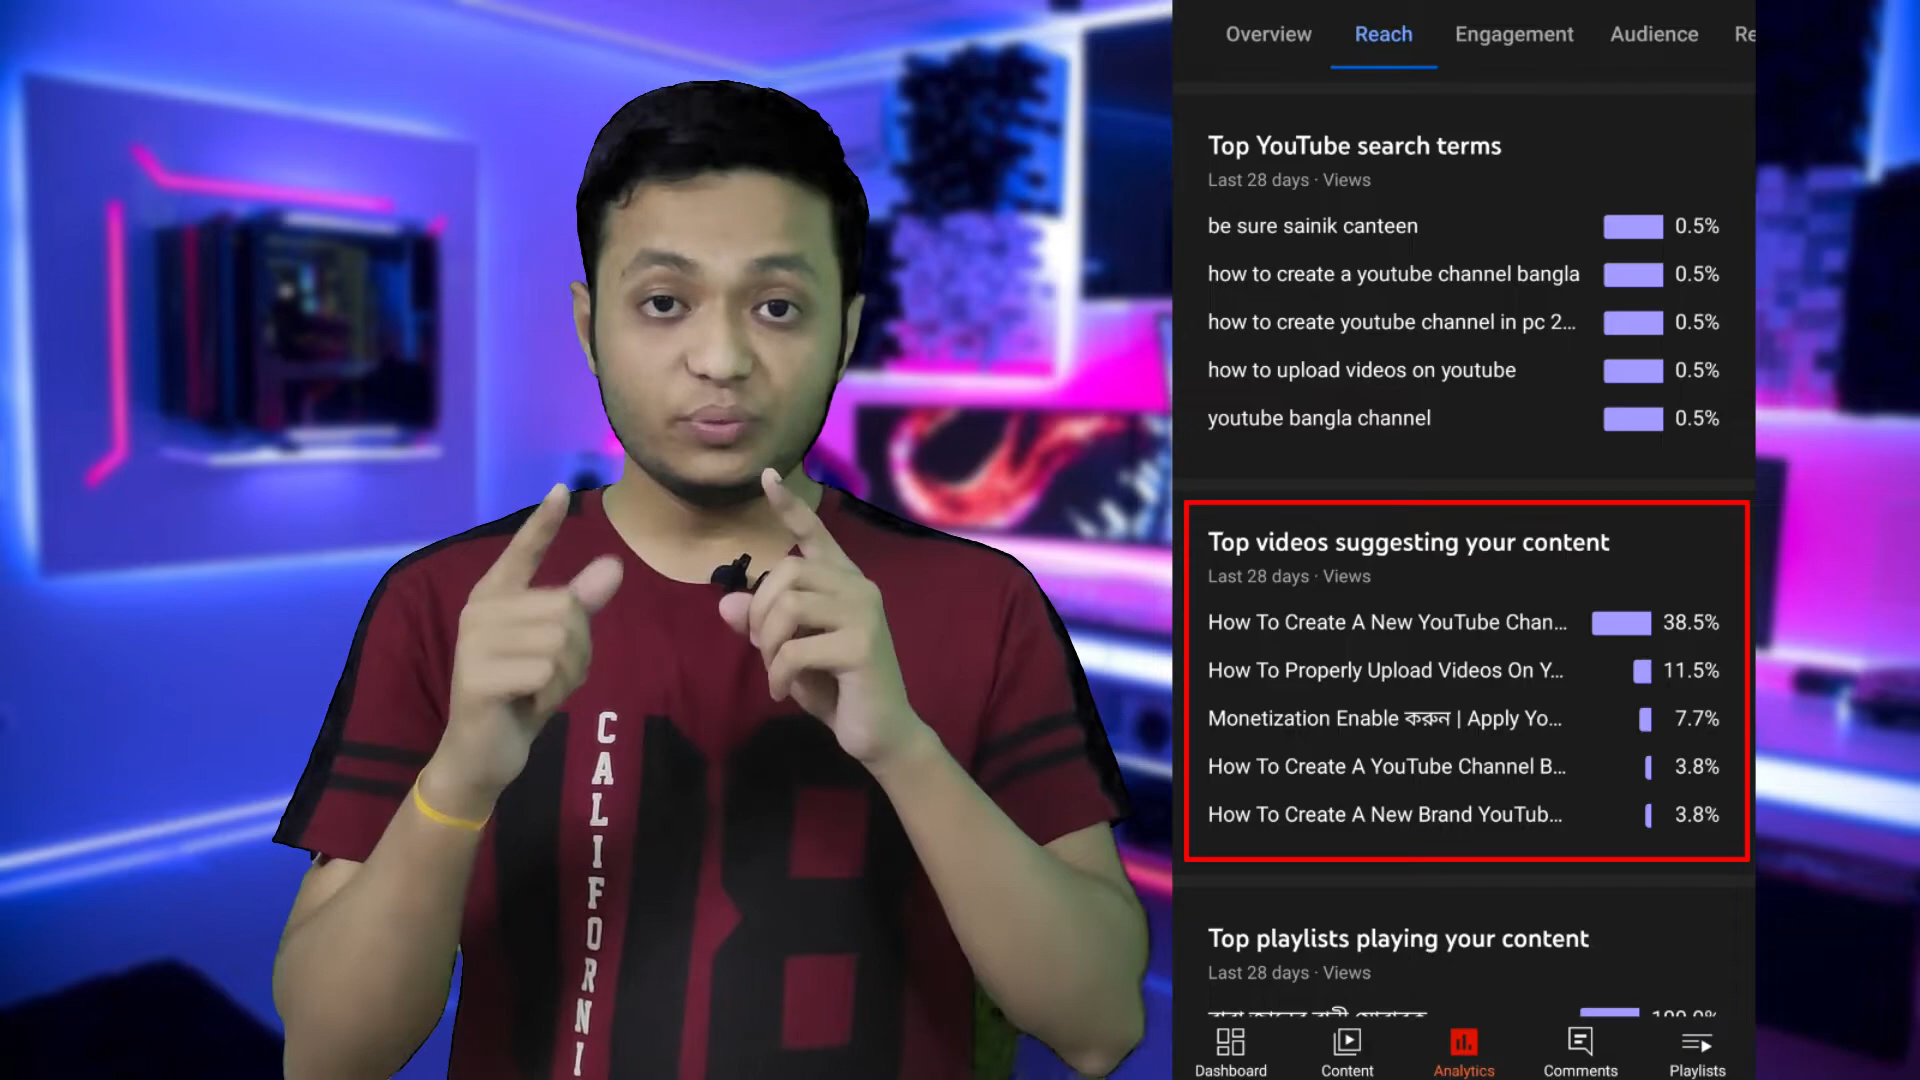 Overview Reach Engagement Audience Re
Top YouTube search terms
Last 28 days · Views
be sure sainik canteen 0.5%
how to create a youtube channel bangla 0.5%
how to create youtube channel in pc 2... 0.5%
how to upload videos on youtube 0.5%
youtube bangla channel 0.5%
Top videos suggesting your content
Last 28 days · Views
How To Create A New YouTube Chan... 38.5%
How To Properly Upload Videos On Y... 11.5%
Monetization Enable করুন | Apply Yo... 7.7%
How To Create A YouTube Channel B... 3.8%
How To Create A New Brand YouTub... 3.8%
Top playlists playing your content
Last 28 days · Views
Dashboard Content Analytics Comments Playlists
CALIFORNI